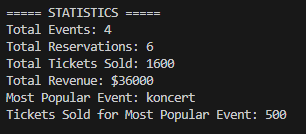 ===== STATISTICS =====
Total Events: 4
Total Reservations: 6
Total Tickets Sold: 1600
Total Revenue: $36000
Most Popular Event: koncert
Tickets Sold for Most Popular Event: 500